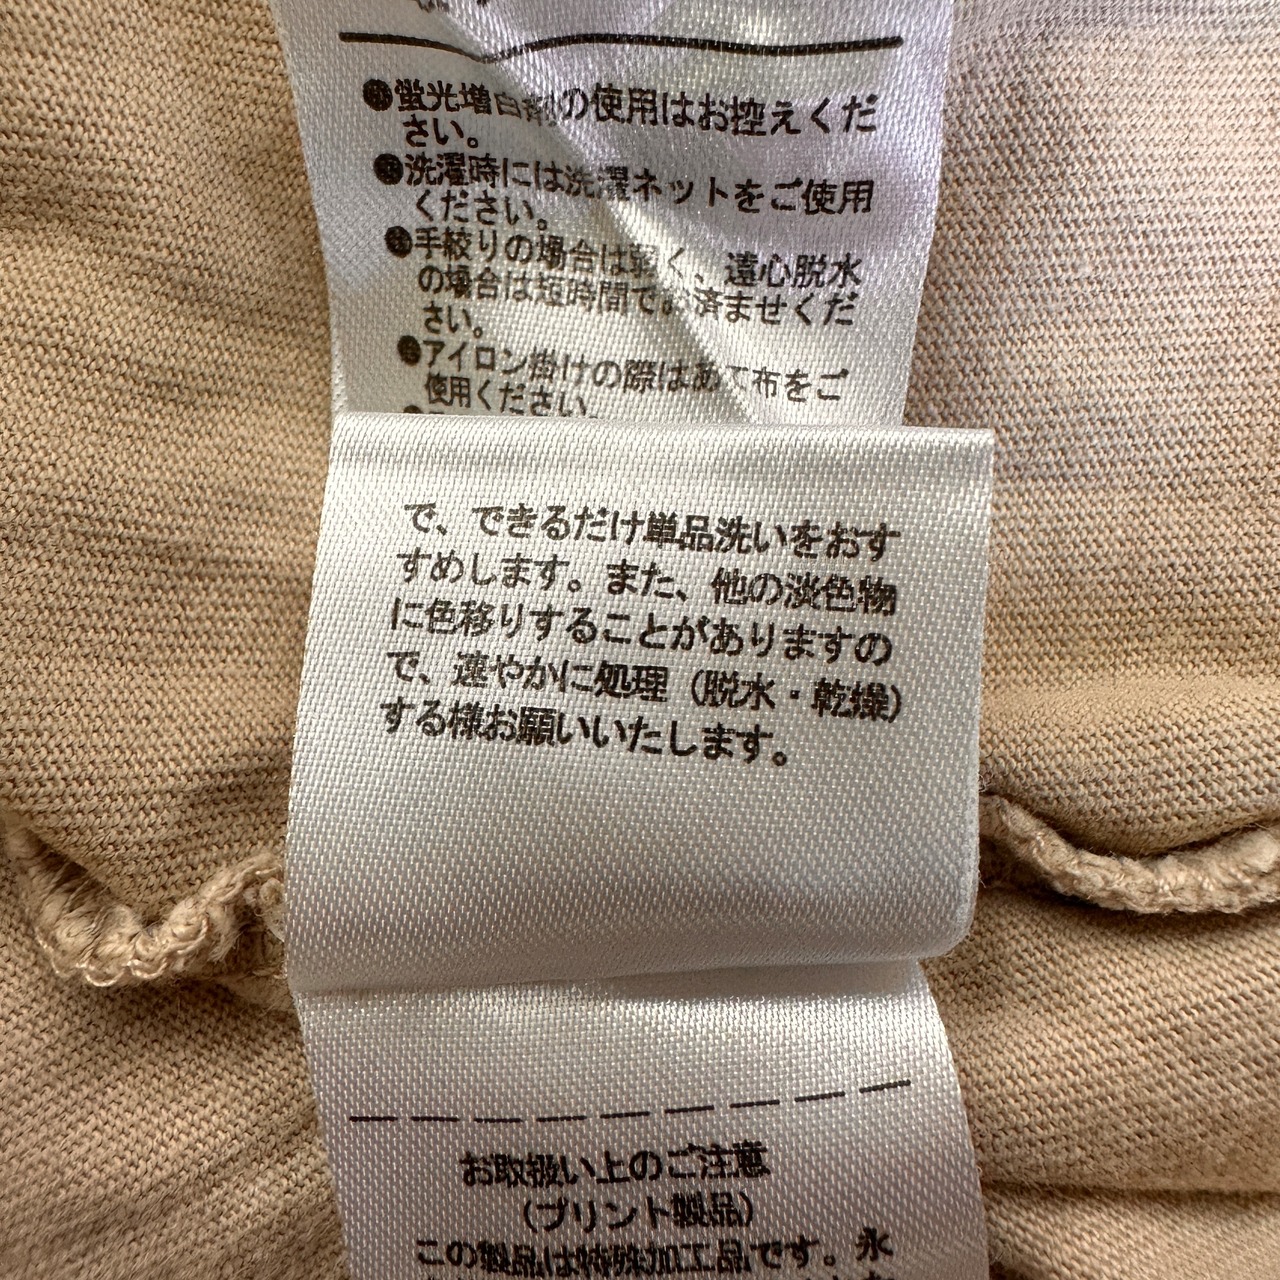 ●蛍光増白剤の使用はお控えくだ
さい。
●洗濯時には洗濯ネットをご使用
ください。
●手絞りの場合は弱く、遠心脱水
の場合は短時間でお済ませくだ
さい。
●アイロン掛けの際はあて布をご
使用ください。
で、できるだけ単品洗いをおす
すめします。また、他の淡色物
に色移りすることがありますの
で、速やかに処理（脱水・乾燥）
する様お願いいたします。
お取扱い上のご注意
（プリント製品）
この製品は特殊加工品です。永